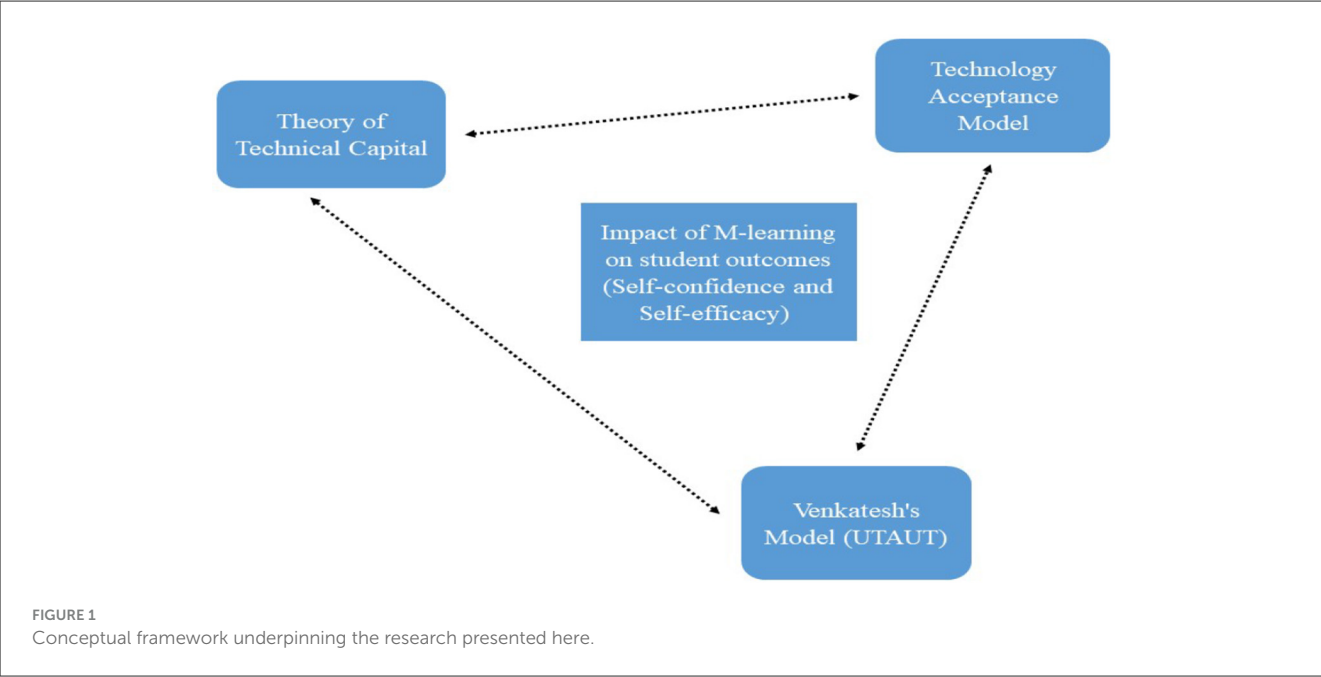 Theory of
Technical Capital
Technology
Acceptance
Model
Impact of M-learning
on student outcomes
(Self-confidence and
Self-efficacy)
Venkatesh's
Model (UTAUT)
FIGURE 1
Conceptual framework underpinning the research presented here.